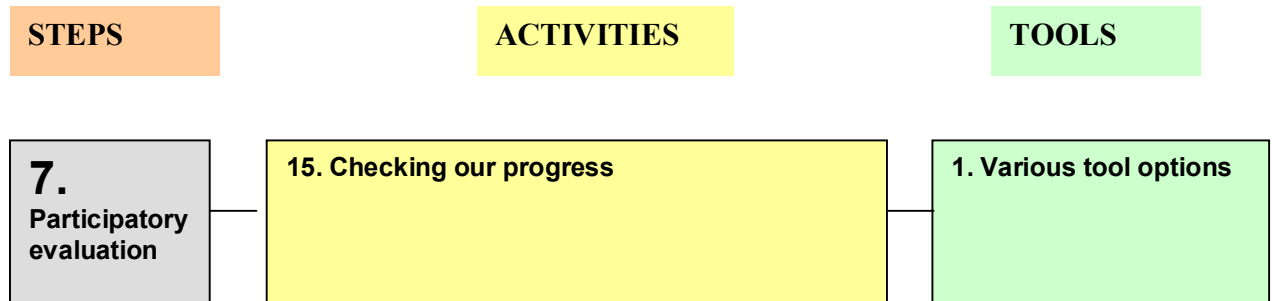 STEPS
ACTIVITIES
TOOLS
7.
Participatory
evaluation
15. Checking our progress
1. Various tool options